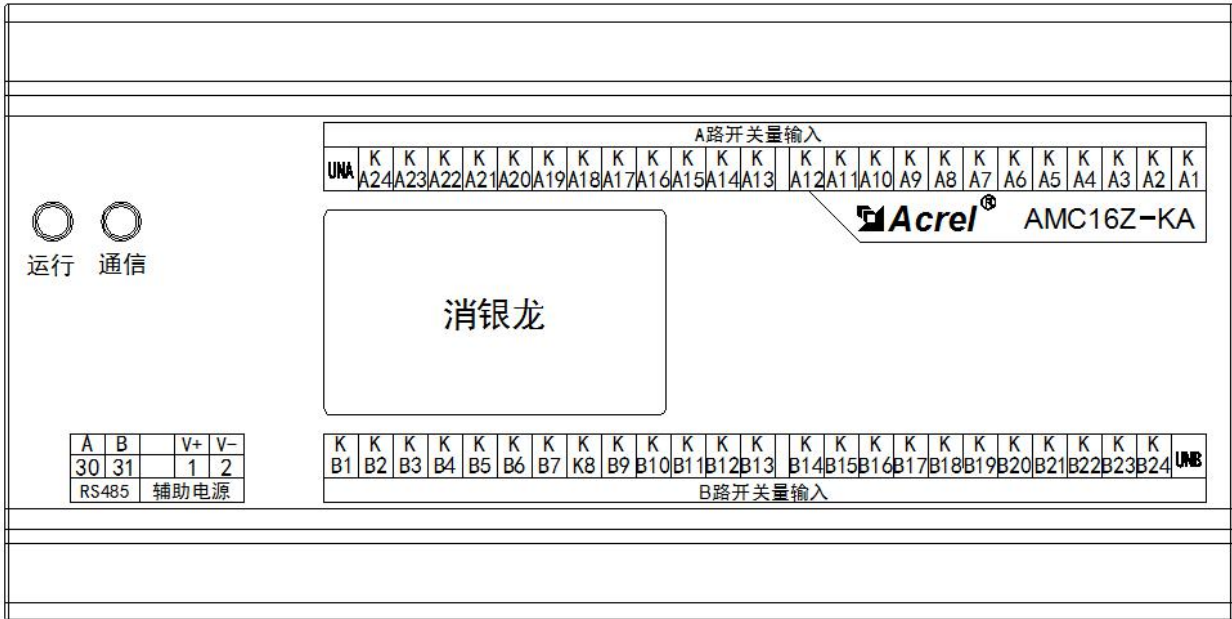 A路开关量输入
UNA K K K K K K K K K K K K K K K K K K K K K K K K
A24 A23 A22 A21 A20 A19 A18 A17 A16 A15 A14 A13 A12 A11 A10 A9 A8 A7 A6 A5 A4 A3 A2 A1
Acrel® AMC16Z-KA
运行 通信
消银龙
A B V+ V-
30 31 1 2
RS485 辅助电源
K K K K K K K K K K K K K K K K K K K K K K K K
B1 B2 B3 B4 B5 B6 B7 K8 B9 B10 B11 B12 B13 B14 B15 B16 B17 B18 B19 B20 B21 B22 B23 B24 UNB
B路开关量输入